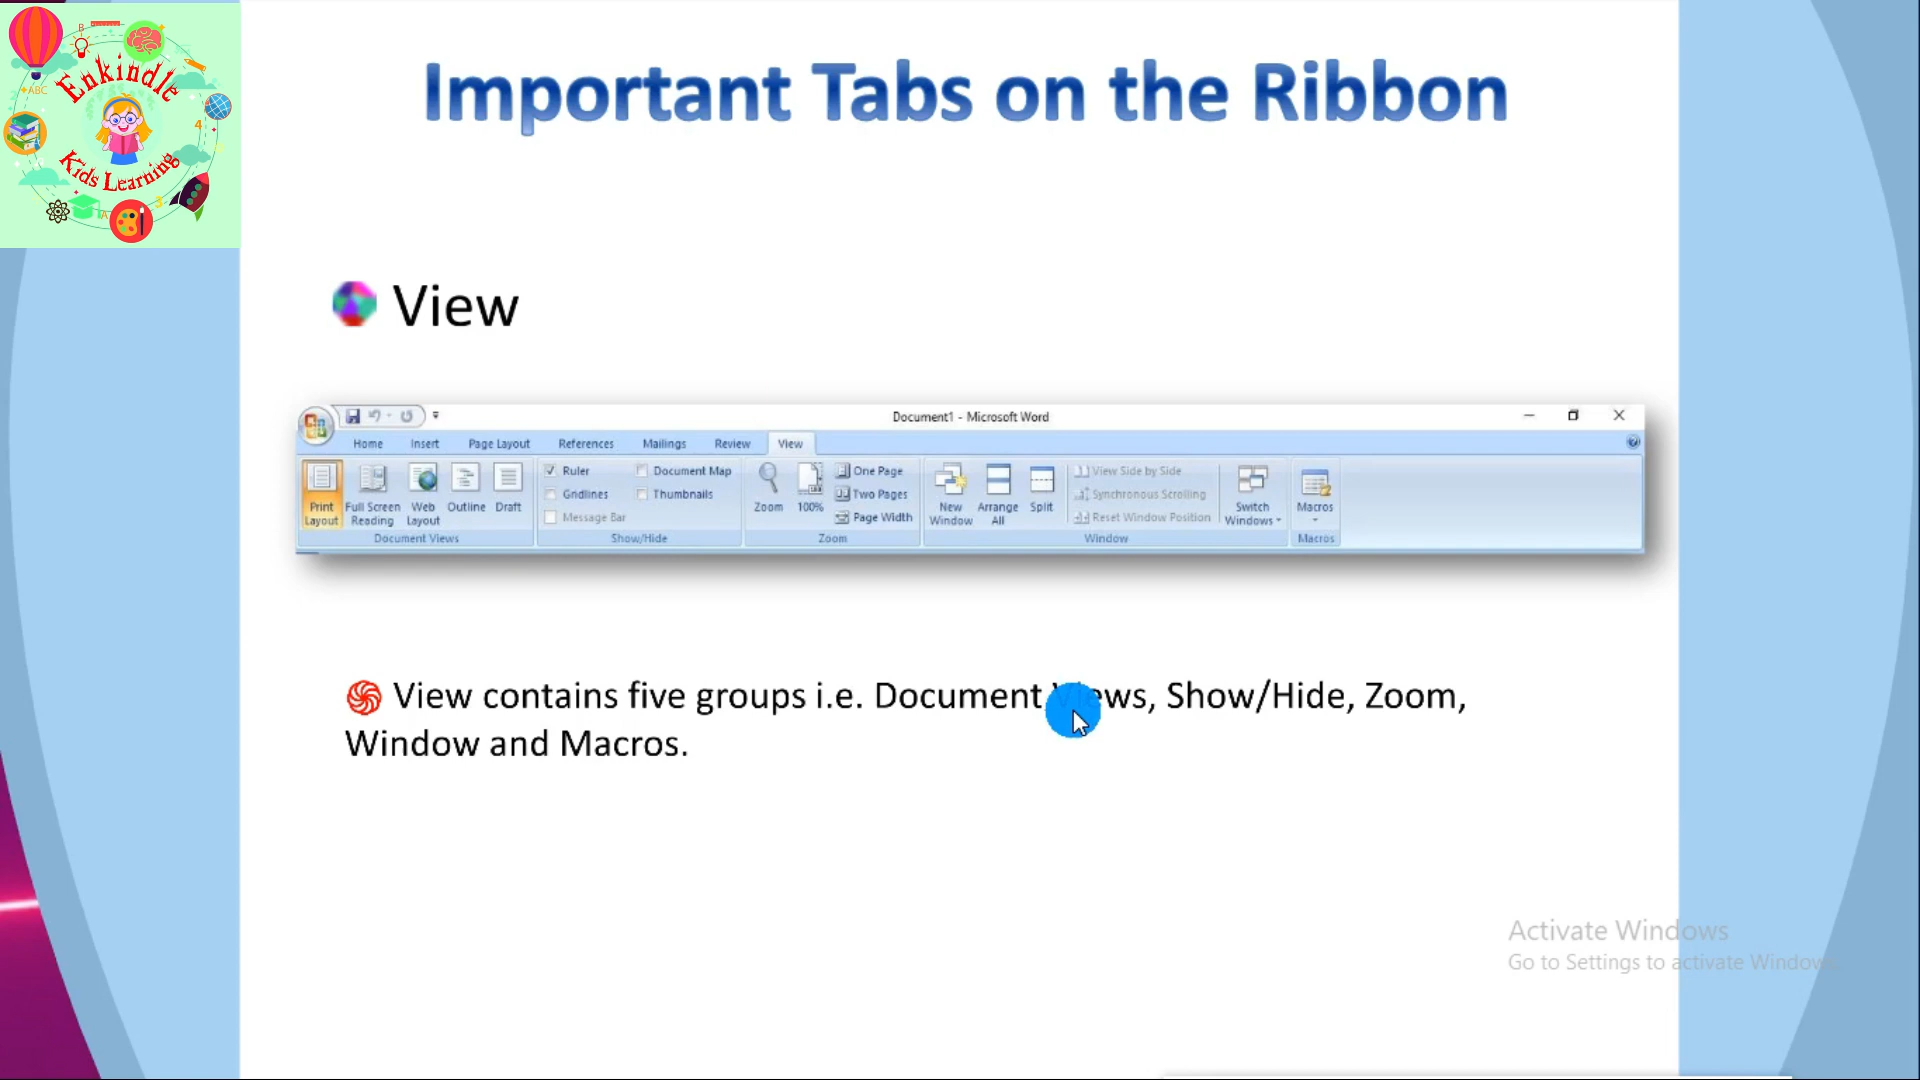 Enkindle
Kids Learning
ABC
Important Tabs on the Ribbon
View
Document1 - Microsoft Word
Home Insert Page Layout References Mailings Review View
Print Layout
Full Screen Reading
Web Layout
Outline
Draft
Document Views
Ruler
Gridlines
Message Bar
Document Map
Thumbnails
Show/Hide
Zoom
100%
One Page
Two Pages
Page Width
Zoom
New Window
Arrange All
Split
View Side by Side
Synchronous Scrolling
Reset Window Position
Switch Windows
Window
Macros
Macros
View contains five groups i.e. Document Views, Show/Hide, Zoom,
Window and Macros.
Activate Windows
Go to Settings to activate Windows